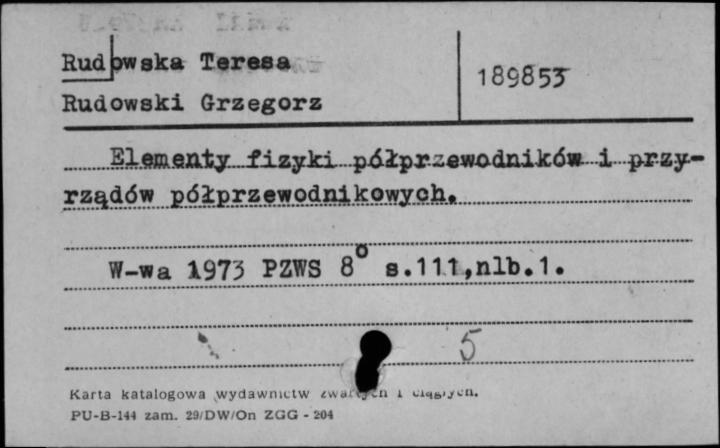 Rudowska Teresa
189853
Rudowski Grzegorz
Elementy fizyki półprzewodników i przy-
rządów półprzewodnikowych.
W-wa 1973 PZWS 8° s.111,nlb.1.
5
Karta katalogowa wydawnictw zwartych i ciągłych.
PU-B-144 zam. 29/DW/On ZGG - 204